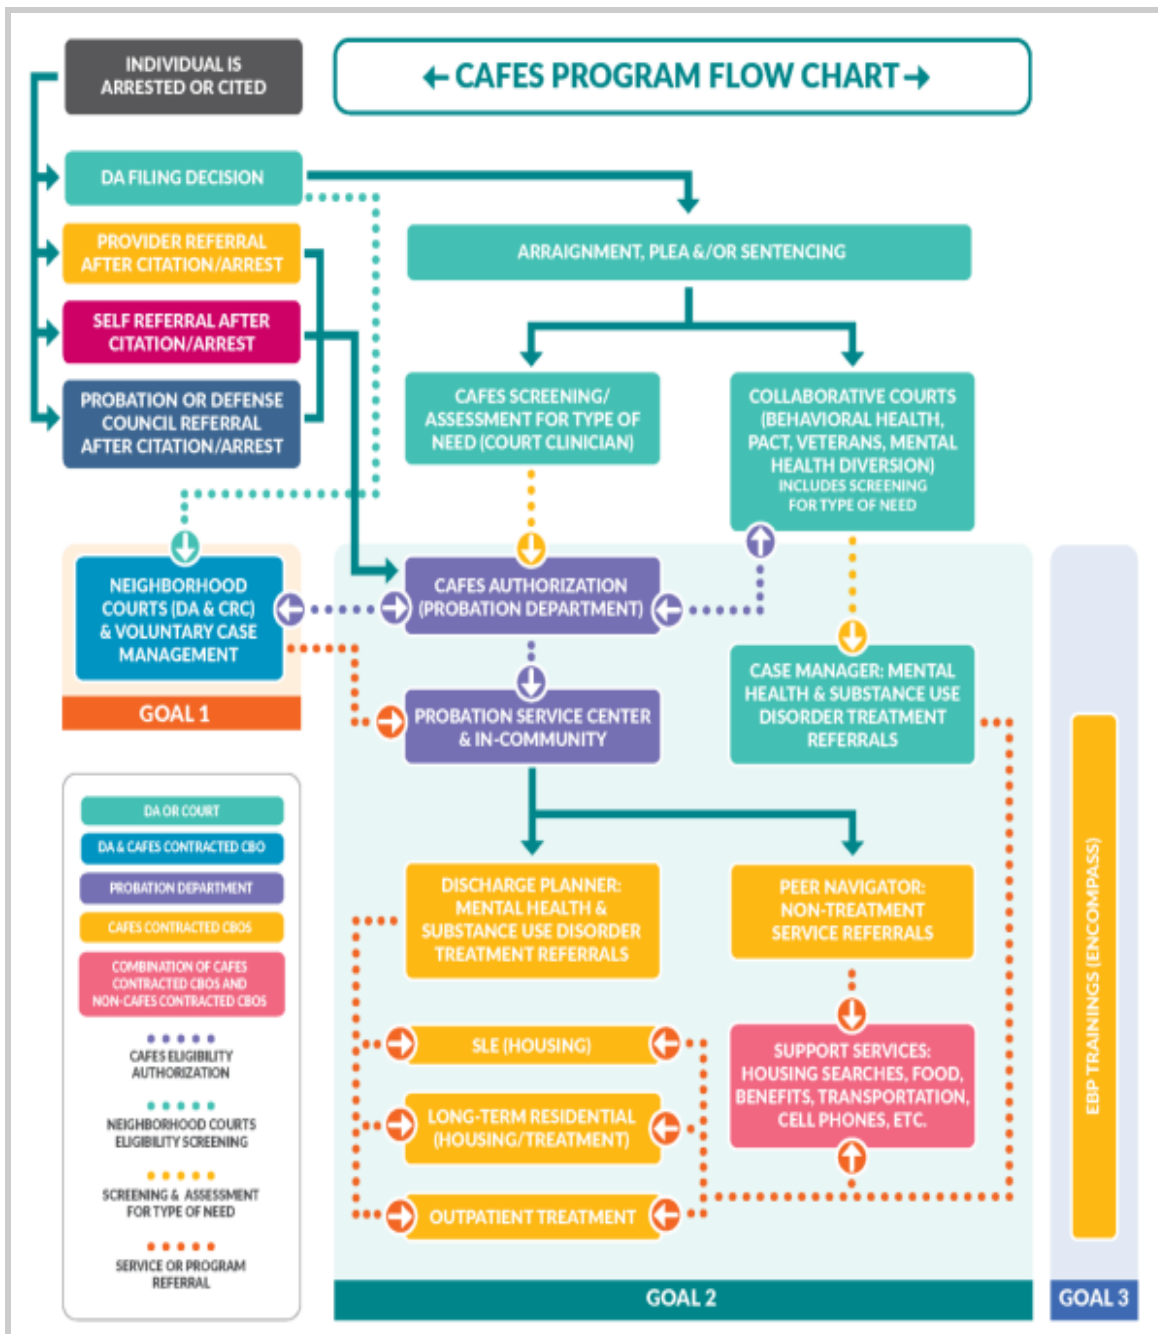 INDIVIDUAL IS
ARRESTED OR CITED
←CAFES PROGRAM FLOW CHART→
DA FILING DECISION
PROVIDER REFERRAL
AFTER CITATION/ARREST
ARRAIGNMENT, PLEA &/OR SENTENCING
SELF REFERRAL AFTER
CITATION/ARREST
PROBATION OR DEFENSE
COUNCIL REFERRAL
AFTER CITATION/ARREST
CAFES SCREENING/
ASSESSMENT FOR TYPE OF
NEED (COURT CLINICIAN)
COLLABORATIVE COURTS
(BEHAVIORAL HEALTH,
PACT, VETERANS, MENTAL
HEALTH DIVERSION)
INCLUDES SCREENING
FOR TYPE OF NEED
NEIGHBORHOOD
COURTS (DA & CRC)
& VOLUNTARY CASE
MANAGEMENT
GOAL 1
CAFES AUTHORIZATION
(PROBATION DEPARTMENT)
PROBATION SERVICE CENTER
& IN-COMMUNITY
CASE MANAGER: MENTAL
HEALTH & SUBSTANCE USE
DISORDER TREATMENT
REFERRALS
DISCHARGE PLANNER:
MENTAL HEALTH &
SUBSTANCE USE DISORDER
TREATMENT REFERRALS
PEER NAVIGATOR:
NON-TREATMENT
SERVICE REFERRALS
SLE (HOUSING)
LONG-TERM RESIDENTIAL
(HOUSING/TREATMENT)
OUTPATIENT TREATMENT
SUPPORT SERVICES:
HOUSING SEARCHES, FOOD,
BENEFITS, TRANSPORTATION,
CELL PHONES, ETC.
GOAL 2
EBP TRAININGS (ENCOMPASS)
GOAL 3
DA OR COURT
DA & CAFES CONTRACTED CBO
PROBATION DEPARTMENT
CAFES CONTRACTED CBOS
COMBINATION OF CAFES
CONTRACTED CBOS AND
NON-CAFES CONTRACTED CBOS
CAFES ELIGIBILITY
AUTHORIZATION
NEIGHBORHOOD COURTS
ELIGIBILITY SCREENING
SCREENING & ASSESSMENT
FOR TYPE OF NEED
SERVICE OR PROGRAM
REFERRAL